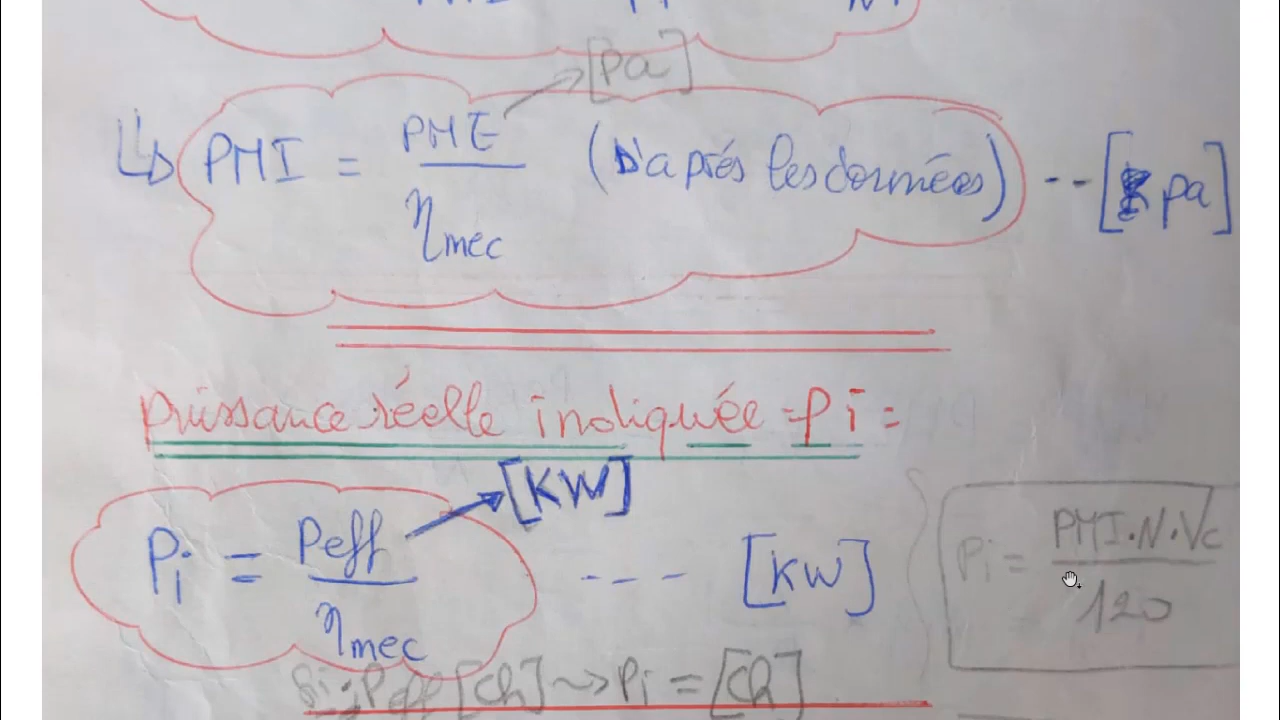 [Pa]
↳ PMI = PME / ηmec (D'aprés les données) -- [pa]
puissance réelle indiquée = Pi =
[KW]
Pi = Peff / ηmec --- [KW]
Pi = PMI.N.Vc / 120
Si : Peff [Ch] ~> Pi = [Ch]